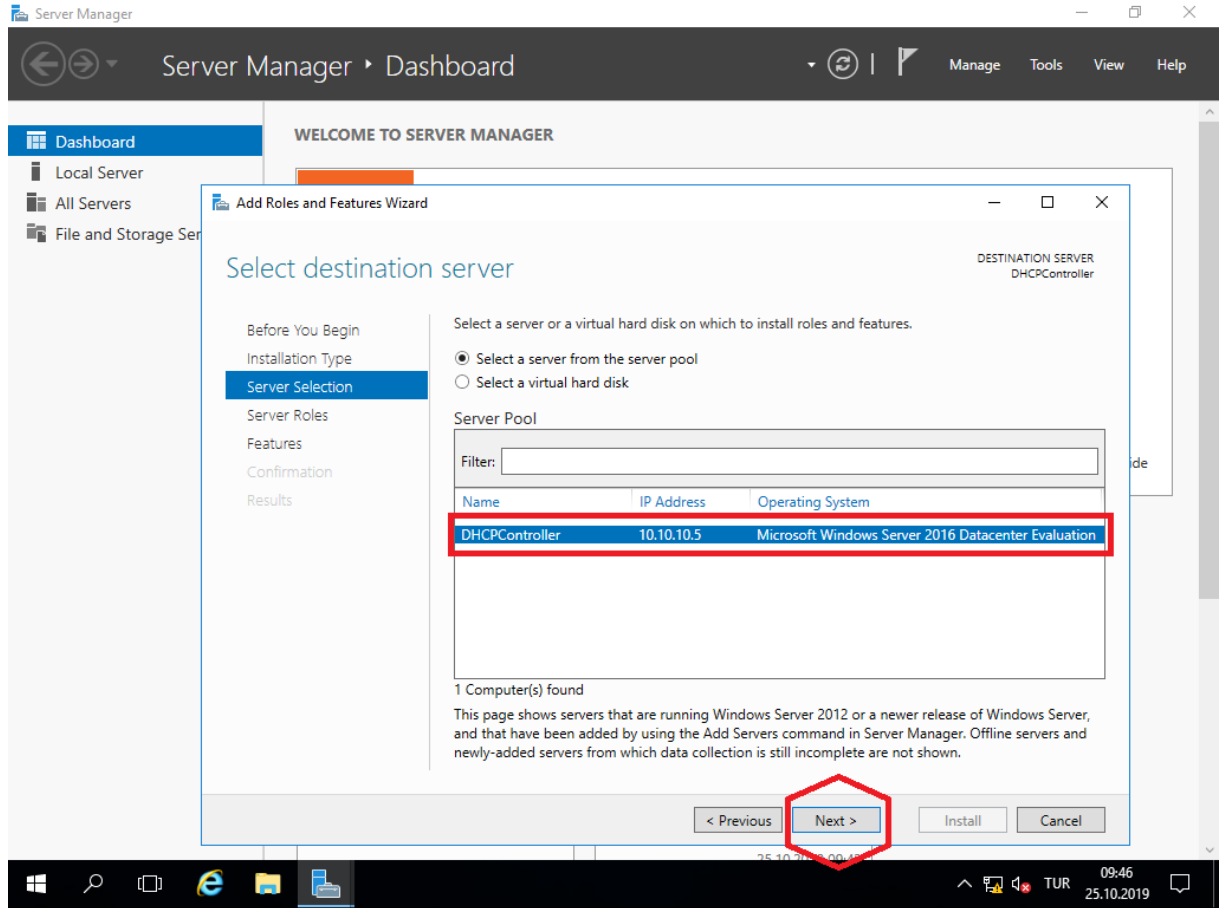 Server Manager
Server Manager • Dashboard
Manage Tools View Help
Dashboard
Local Server
All Servers
File and Storage Ser
WELCOME TO SERVER MANAGER
Add Roles and Features Wizard
Select destination server
DESTINATION SERVER
DHCPController
Before You Begin
Installation Type
Server Selection
Server Roles
Features
Confirmation
Results
Select a server or a virtual hard disk on which to install roles and features.
Select a server from the server pool
Select a virtual hard disk
Server Pool
Filter:
Name IP Address Operating System
DHCPController 10.10.10.5 Microsoft Windows Server 2016 Datacenter Evaluation
1 Computer(s) found
This page shows servers that are running Windows Server 2012 or a newer release of Windows Server,
and that have been added by using the Add Servers command in Server Manager. Offline servers and
newly-added servers from which data collection is still incomplete are not shown.
< Previous Next > Install Cancel
ide
TUR
09:46
25.10.2019